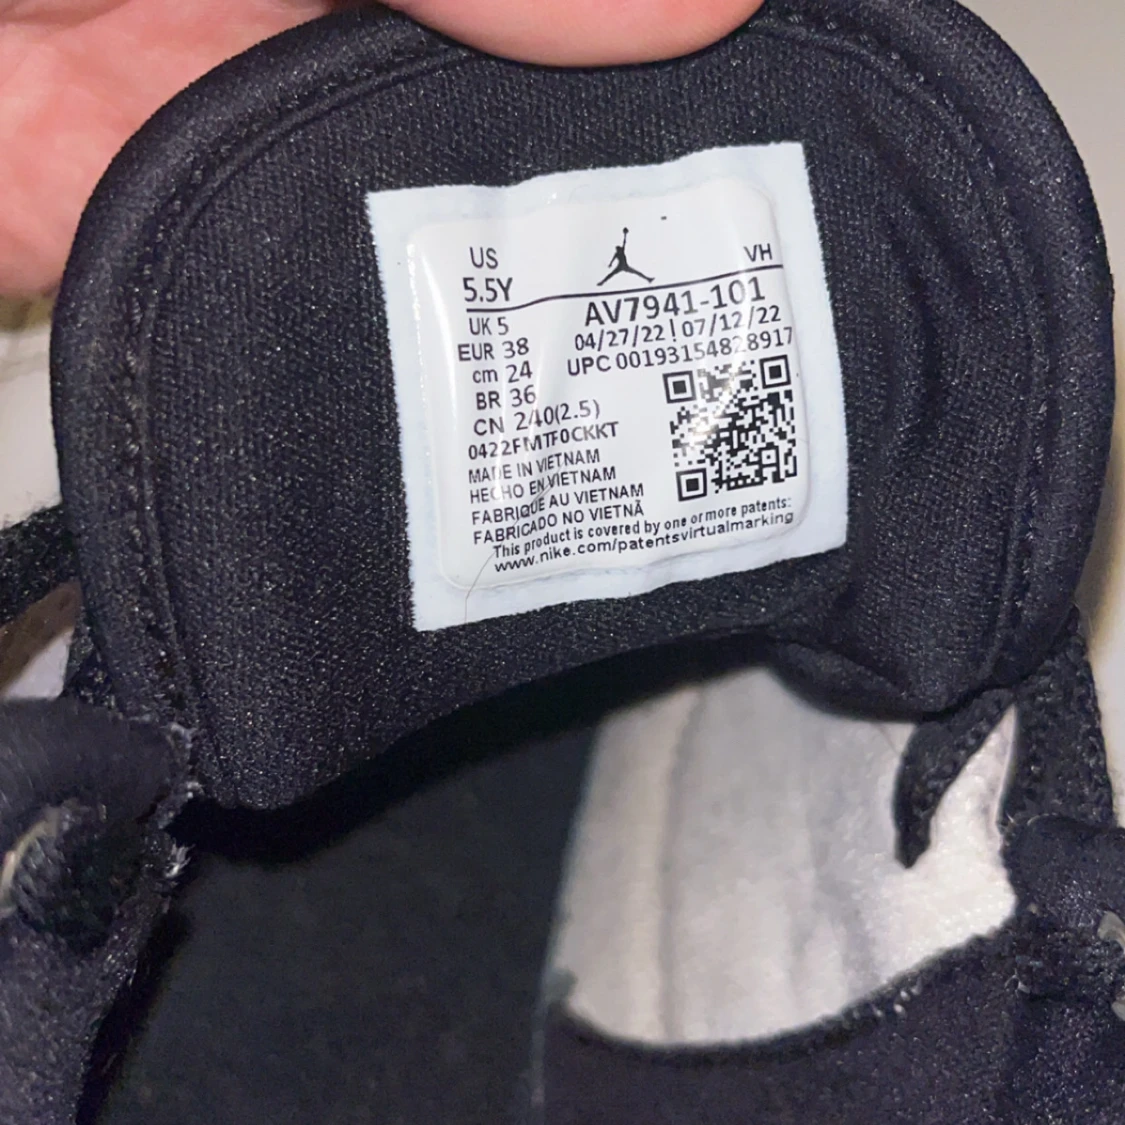 US
5.5Y
VH
AV7941-101
04/27/22 | 07/12/22
UPC 00193154828917
UK 5
EUR 38
cm 24
BR 36
CN 240(2.5)
0422FMTF0CKKT
MADE IN VIETNAM
HECHO EN VIETNAM
FABRIQUE AU VIETNAM
FABRICADO NO VIETNÃ
This product is covered by one or more patents:
www.nike.com/patentsvirtualmarking